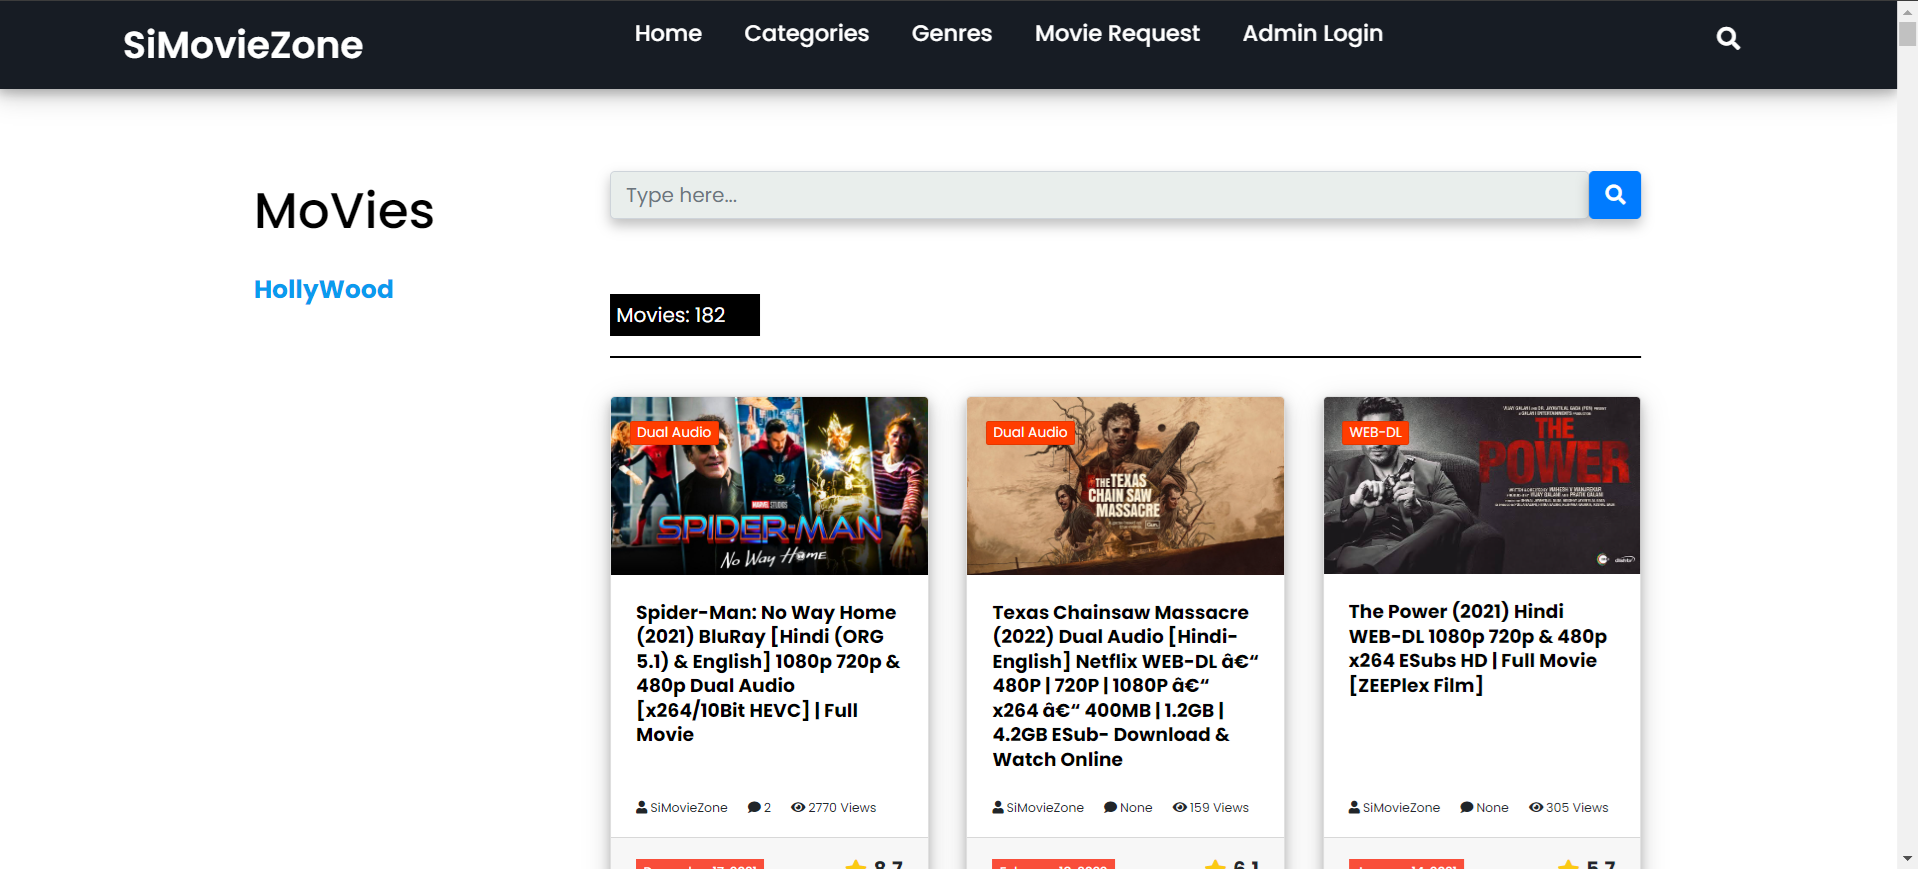 SiMovieZone
Home Categories Genres Movie Request Admin Login
MoVies
HollyWood
Type here...
Movies: 182
Dual Audio
MARVEL STUDIOS
SPIDER-MAN
No Way Home
Spider-Man: No Way Home
(2021) BluRay [Hindi (ORG
5.1) & English] 1080p 720p &
480p Dual Audio
[x264/10Bit HEVC] | Full
Movie
SiMovieZone 2 2770 Views
8.7
Dual Audio
THE TEXAS
CHAIN SAW
MASSACRE
Texas Chainsaw Massacre
(2022) Dual Audio [Hindi-
English] Netflix WEB-DL â€“
480P | 720P | 1080P â€“
x264 â€“ 400MB | 1.2GB |
4.2GB ESub- Download &
Watch Online
SiMovieZone None 159 Views
6.1
WEB-DL
THE
POWER
The Power (2021) Hindi
WEB-DL 1080p 720p & 480p
x264 ESubs HD | Full Movie
[ZEEPlex Film]
SiMovieZone None 305 Views
5.7